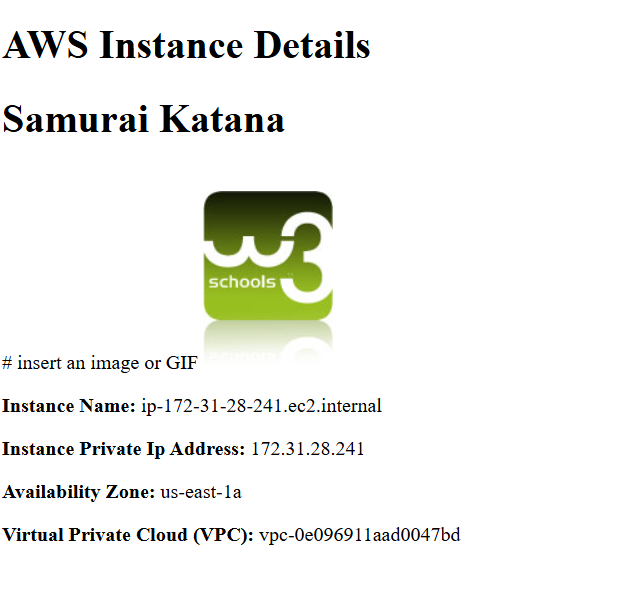 AWS Instance Details
Samurai Katana
w3
schools
# insert an image or GIF
Instance Name: ip-172-31-28-241.ec2.internal
Instance Private Ip Address: 172.31.28.241
Availability Zone: us-east-1a
Virtual Private Cloud (VPC): vpc-0e096911aad0047bd